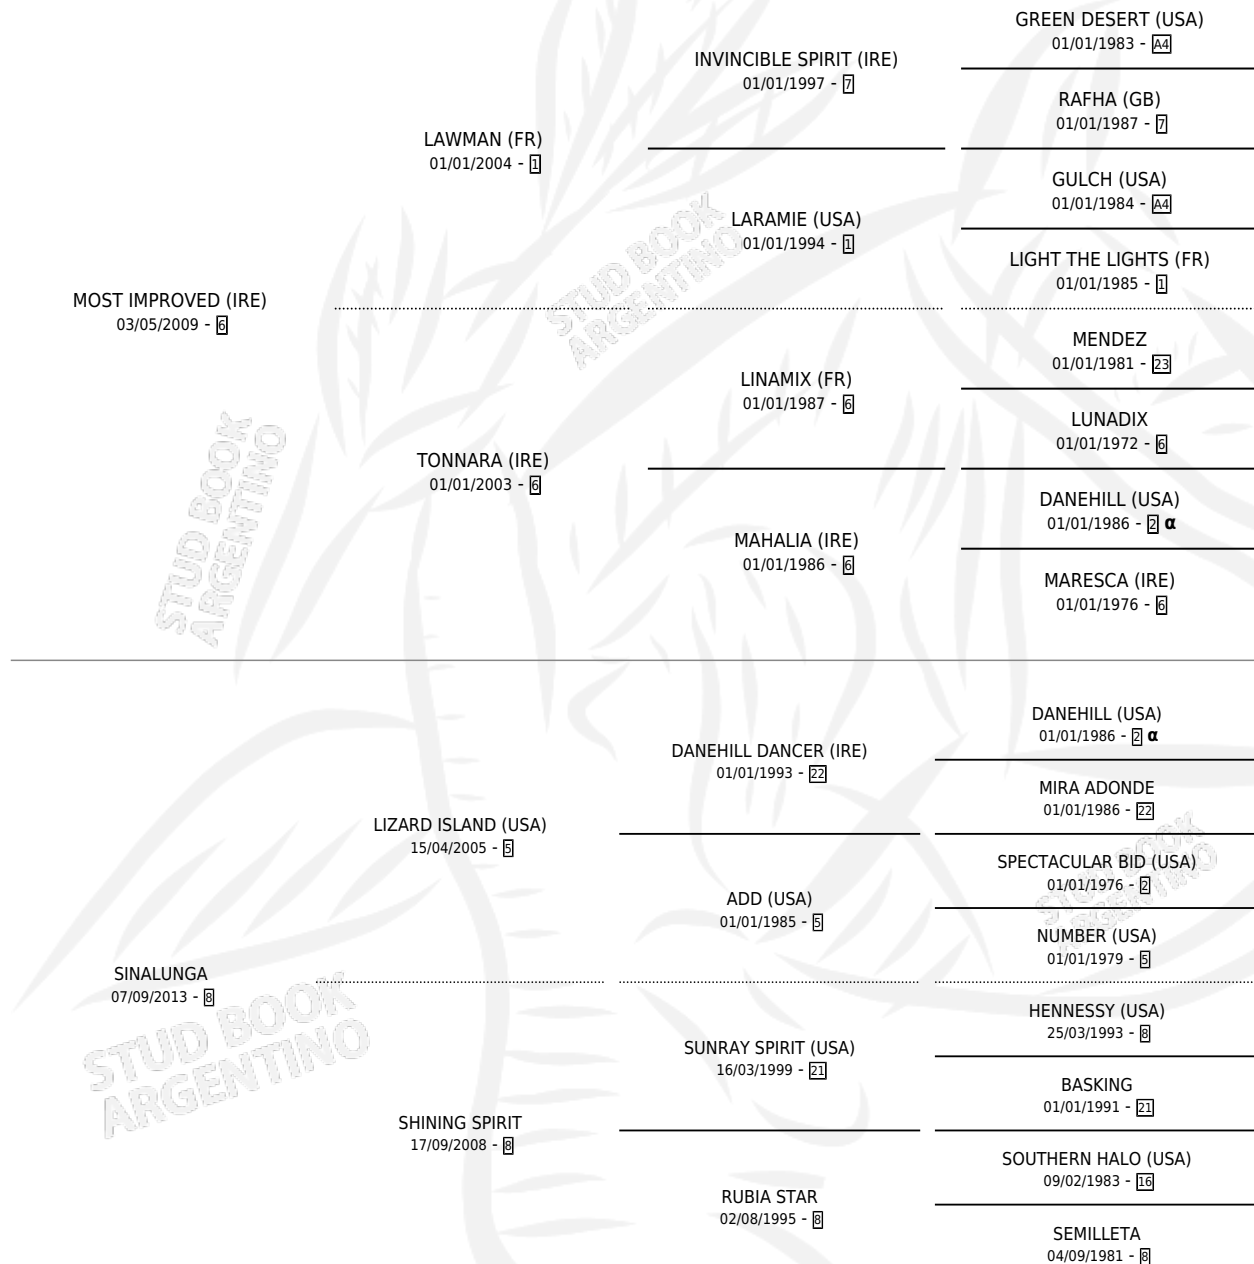 GREEN DESERT (USA)
01/01/1983 - A4
INVINCIBLE SPIRIT (IRE)
01/01/1997 - 7
RAFHA (GB)
01/01/1987 - 7
LAWMAN (FR)
01/01/2004 - 1
GULCH (USA)
01/01/1984 - A4
LARAMIE (USA)
01/01/1994 - 1
LIGHT THE LIGHTS (FR)
01/01/1985 - 1
MOST IMPROVED (IRE)
03/05/2009 - 6
MENDEZ
01/01/1981 - 23
LINAMIX (FR)
01/01/1987 - 6
LUNADIX
01/01/1972 - 6
TONNARA (IRE)
01/01/2003 - 6
DANEHILL (USA)
01/01/1986 - 2 α
MAHALIA (IRE)
01/01/1986 - 6
MARESCA (IRE)
01/01/1976 - 6
DANEHILL (USA)
01/01/1986 - 2 α
DANEHILL DANCER (IRE)
01/01/1993 - 22
MIRA ADONDE
01/01/1986 - 22
LIZARD ISLAND (USA)
15/04/2005 - 5
SPECTACULAR BID (USA)
01/01/1976 - 2
ADD (USA)
01/01/1985 - 5
NUMBER (USA)
01/01/1979 - 5
SINALUNGA
07/09/2013 - 8
HENNESSY (USA)
25/03/1993 - 8
SUNRAY SPIRIT (USA)
16/03/1999 - 21
BASKING
01/01/1991 - 21
SHINING SPIRIT
17/09/2008 - 8
SOUTHERN HALO (USA)
09/02/1983 - 16
RUBIA STAR
02/08/1995 - 8
SEMILLETA
04/09/1981 - 8
STUD BOOK
ARGENTINO
STUD BOOK
ARGENTINO
STUD BOOK
ARGENTINO
STUD BOOK
ARGENTINO